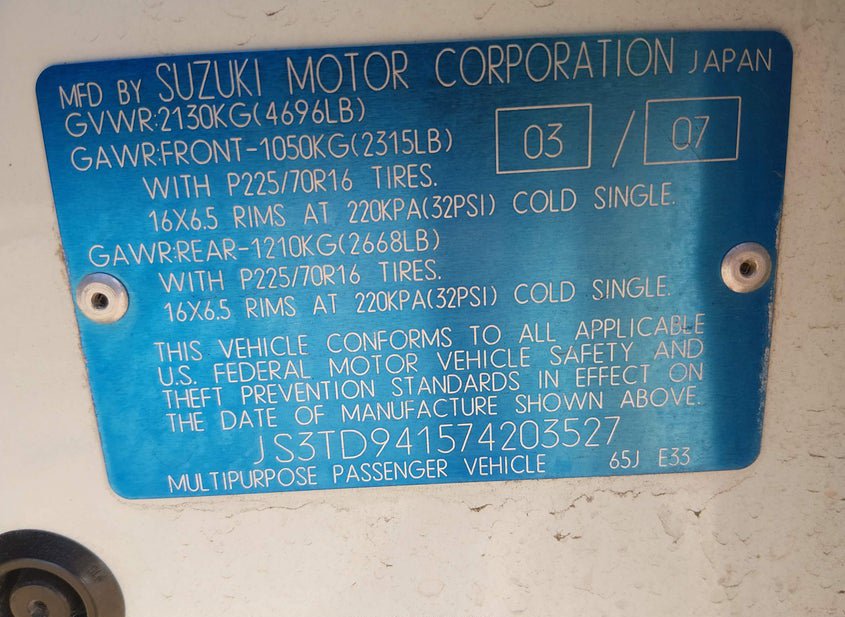 MFD BY SUZUKI MOTOR CORPORATION JAPAN
GVWR:2130KG(4696LB)
GAWR:FRONT-1050KG(2315LB) 03 / 07
WITH P225/70R16 TIRES.
16X6.5 RIMS AT 220KPA(32PSI) COLD SINGLE.
GAWR:REAR-1210KG(2668LB)
WITH P225/70R16 TIRES.
16X6.5 RIMS AT 220KPA(32PSI) COLD SINGLE.
THIS VEHICLE CONFORMS TO ALL APPLICABLE
U.S. FEDERAL MOTOR VEHICLE SAFETY AND
THEFT PREVENTION STANDARDS IN EFFECT ON
THE DATE OF MANUFACTURE SHOWN ABOVE.
JS3TD941574203527
MULTIPURPOSE PASSENGER VEHICLE 65J E33